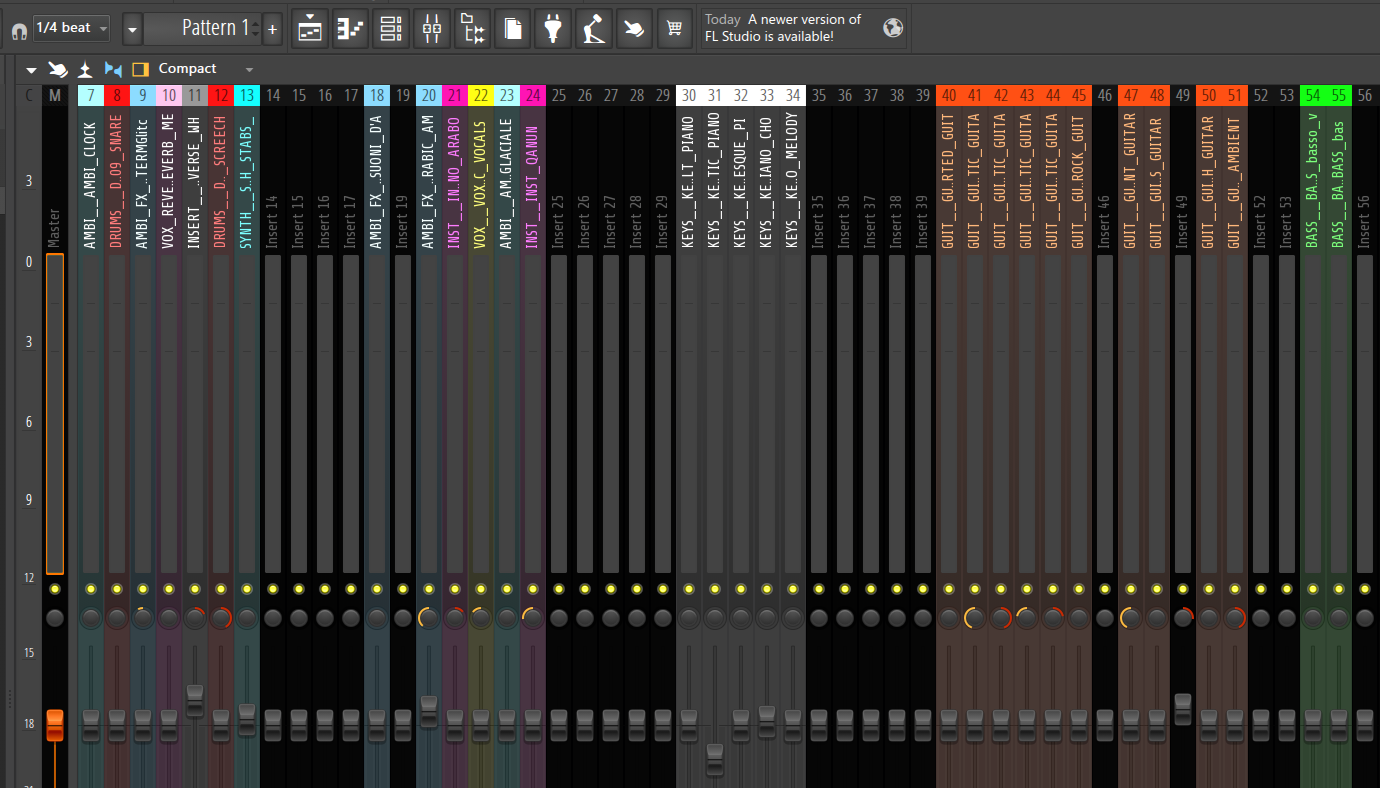 1/4 beat
Pattern 1
+
Today A newer version of
FL Studio is available!
Compact
C M 7 8 9 10 11 12 13 14 15 16 17 18 19 20 21 22 23 24 25 26 27 28 29 30 31 32 33 34 35 36 37 38 39 40 41 42 43 44 45 46 47 48 49 50 51 52 53 54 55 56
Master
AMBI__AMBI_CLOCK
DRUMS__D.09_SNARE
AMBI_FX_.TERMGlitc
VOX_REVE.EVERB_ME
INSERT__.VERSE_WH
DRUMS__D.._SCREECH
SYNTH__S..H_STABS_
Insert 14
Insert 15
Insert 16
Insert 17
AMBI_FX_.SUONI_D'A
Insert 19
AMBI_FX_..RABIC_AM
INST__IN..NO_ARABO
VOX__VOX.C_VOCALS
AMBI__AM.GLACIALE
INST__INST_QANUN
Insert 25
Insert 26
Insert 27
Insert 28
Insert 29
KEYS__KE..LT_PIANO
KEYS__KE..TIC_PIANO
KEYS__KE.ESQUE_PI
KEYS__KE.IANO_CHO
KEYS__KE.O_MELODY
Insert 35
Insert 36
Insert 37
Insert 38
Insert 39
GUIT__GU..RTED_GUIT
GUIT__GUI.TIC_GUITA
GUIT__GUI.TIC_GUITA
GUIT__GUI.TIC_GUITA
GUIT__GUI.TIC_GUITA
GUIT__GU.ROCK_GUIT
Insert 46
GUIT__GU..NT_GUITAR
GUIT__GUI.S_GUITAR
Insert 49
GUIT__GUI.H_GUITAR
GUIT__GU.._AMBIENT
Insert 52
Insert 53
BASS__BA..S_basso_v
BASS__BA..BASS_bas
Insert 56
3
0
3
6
9
12
15
18